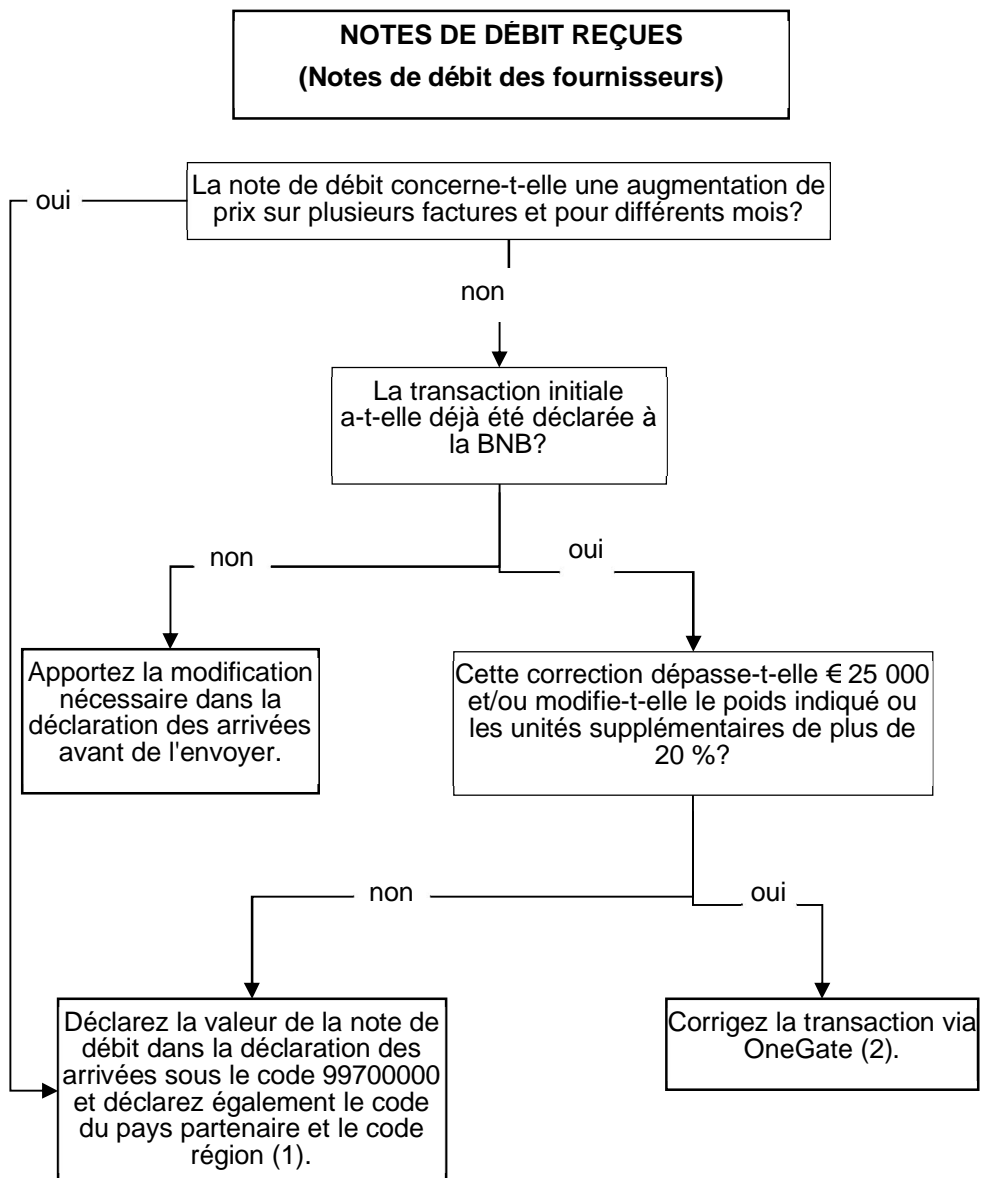 NOTES DE DÉBIT REÇUES
(Notes de débit des fournisseurs)
La note de débit concerne-t-elle une augmentation de
prix sur plusieurs factures et pour différents mois?
oui
non
La transaction initiale
a-t-elle déjà été déclarée à
la BNB?
non
oui
Apportez la modification
nécessaire dans la
déclaration des arrivées
avant de l'envoyer.
Cette correction dépasse-t-elle € 25 000
et/ou modifie-t-elle le poids indiqué ou
les unités supplémentaires de plus de
20 %?
non
oui
Déclarez la valeur de la note de
débit dans la déclaration des
arrivées sous le code 99700000
et déclarez également le code
du pays partenaire et le code
région (1).
Corrigez la transaction via
OneGate (2).